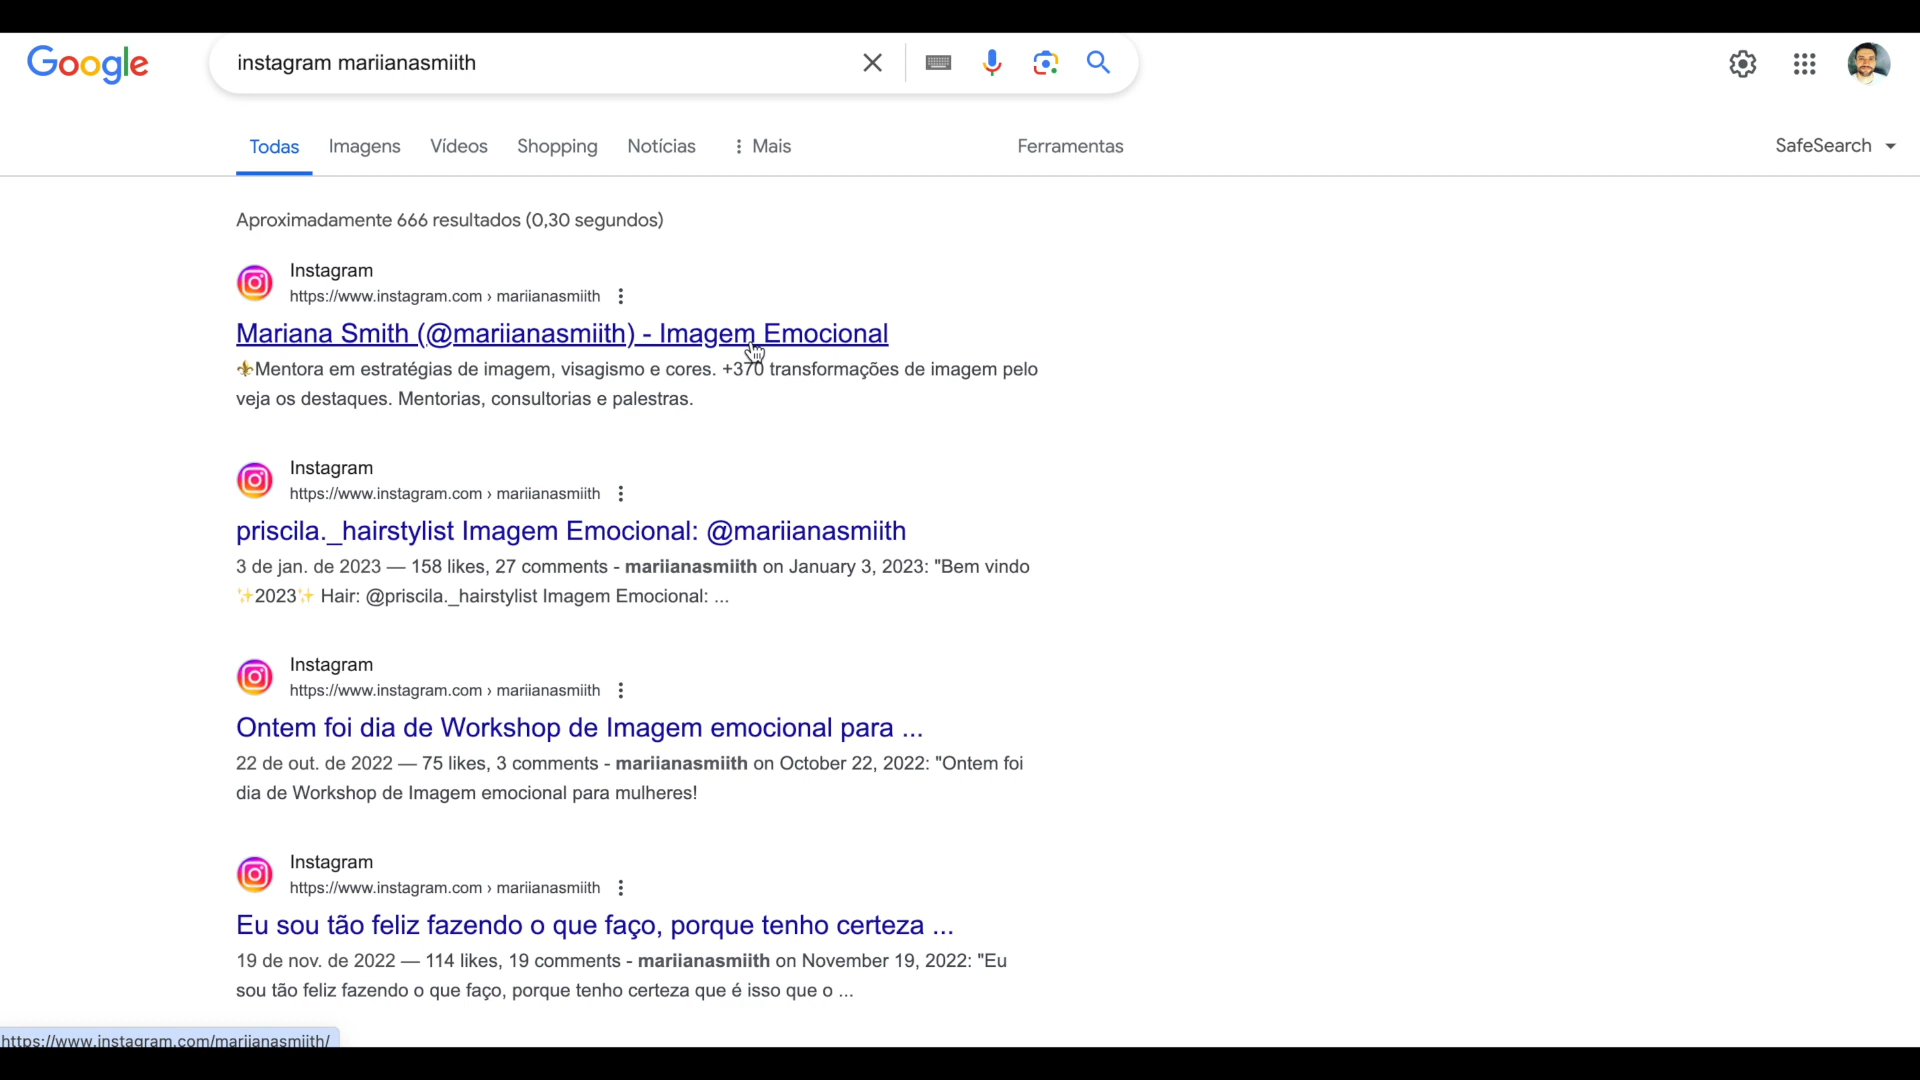 Google
instagram mariianasmiith
Todas Imagens Vídeos Shopping Notícias Mais Ferramentas SafeSearch
Aproximadamente 666 resultados (0,30 segundos)
Instagram
https://www.instagram.com › mariianasmiith
Mariana Smith (@mariianasmiith) - Imagem Emocional
⚜️Mentora em estratégias de imagem, visagismo e cores. +370 transformações de imagem pelo
veja os destaques. Mentorias, consultorias e palestras.
Instagram
https://www.instagram.com › mariianasmiith
priscila._hairstylist Imagem Emocional: @mariianasmiith
3 de jan. de 2023 — 158 likes, 27 comments - mariianasmiith on January 3, 2023: "Bem vindo
✨2023✨ Hair: @priscila._hairstylist Imagem Emocional: ...
Instagram
https://www.instagram.com › mariianasmiith
Ontem foi dia de Workshop de Imagem emocional para ...
22 de out. de 2022 — 75 likes, 3 comments - mariianasmiith on October 22, 2022: "Ontem foi
dia de Workshop de Imagem emocional para mulheres!
Instagram
https://www.instagram.com › mariianasmiith
Eu sou tão feliz fazendo o que faço, porque tenho certeza ...
19 de nov. de 2022 — 114 likes, 19 comments - mariianasmiith on November 19, 2022: "Eu
sou tão feliz fazendo o que faço, porque tenho certeza que é isso que o ...
https://www.instagram.com/mariianasmiith/